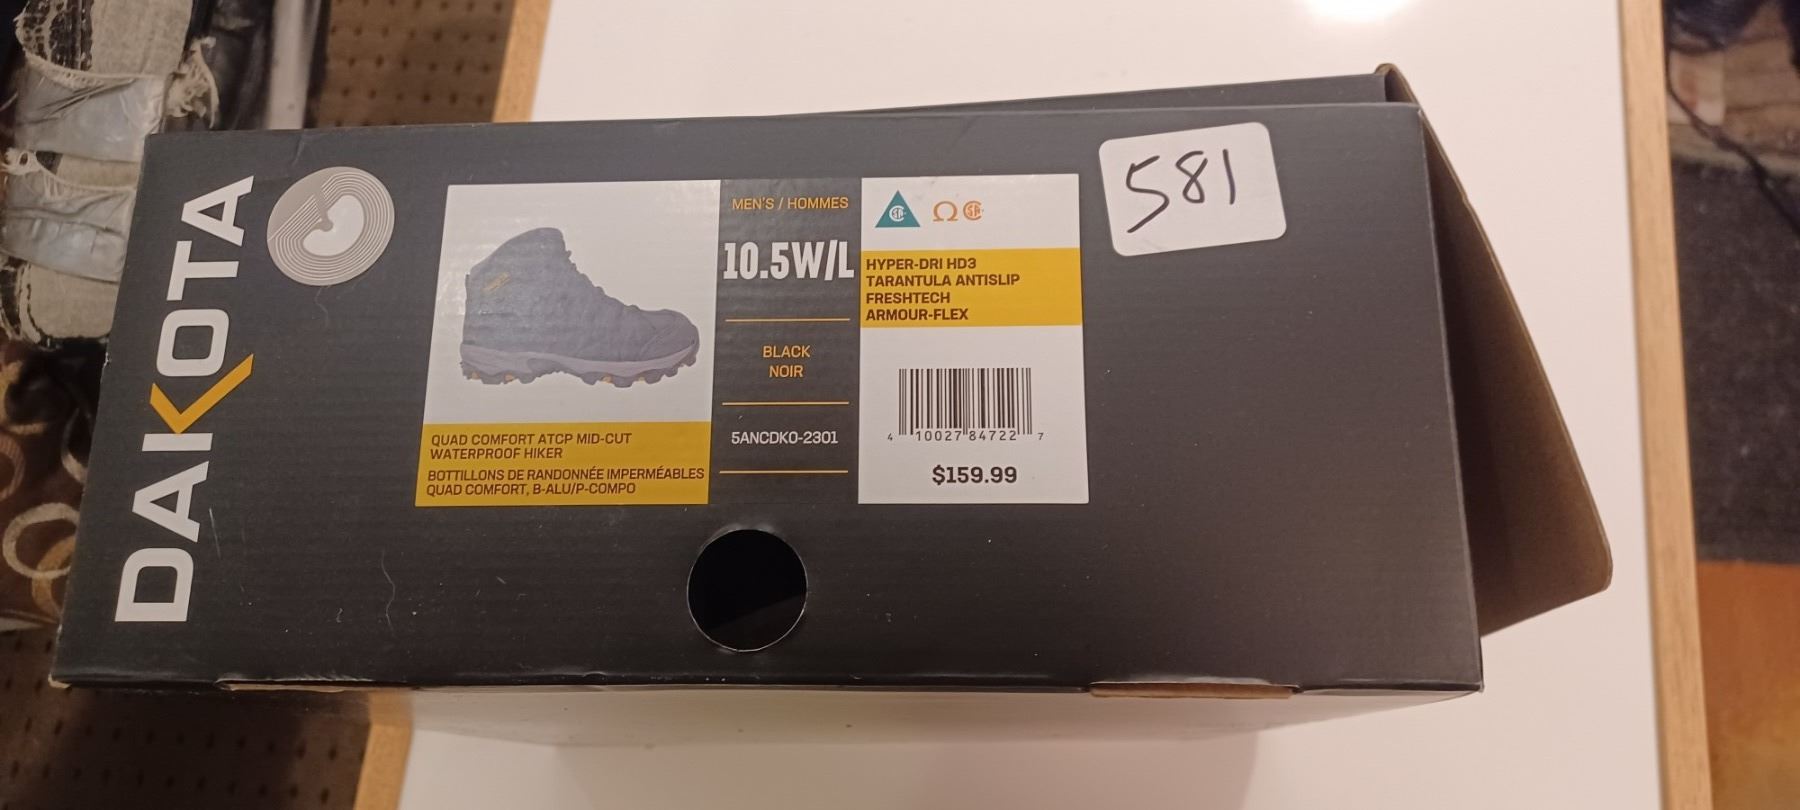 DAKOTA
QUAD COMFORT ATCP MID-CUT
WATERPROOF HIKER
BOTTILLONS DE RANDONNÉE IMPERMÉABLES
QUAD COMFORT, B-ALU/P-COMPO
MEN'S / HOMMES
10.5W/L
BLACK
NOIR
5ANCDKO-2301
Ω
HYPER-DRI HD3
TARANTULA ANTISLIP
FRESHTECH
ARMOUR-FLEX
4 10027 84722 7
$159.99
581